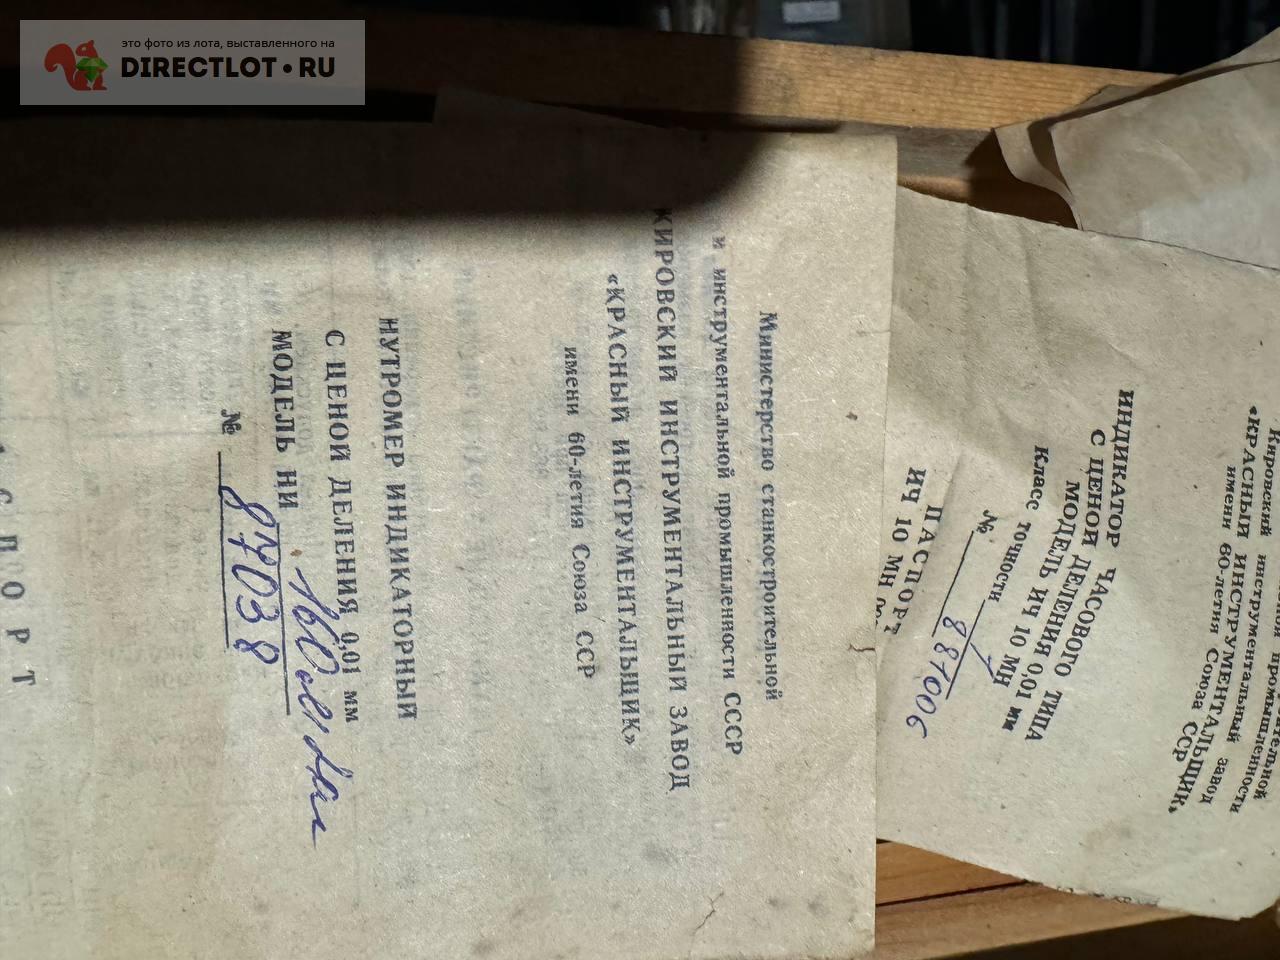 это фото из лота, выставленного на
DIRECTLOT.RU
Министерство станкостроительной
и инструментальной промышленности СССР
КИРОВСКИЙ ИНСТРУМЕНТАЛЬНЫЙ ЗАВОД
«КРАСНЫЙ ИНСТРУМЕНТАЛЬЩИК»
имени 60-летия Союза ССР
НУТРОМЕР ИНДИКАТОРНЫЙ
С ЦЕНОЙ ДЕЛЕНИЯ 0,01 мм
МОДЕЛЬ НИ
№ 87038
промышленности
Кировский инструментальный завод
«КРАСНЫЙ ИНСТРУМЕНТАЛЬЩИК»
имени 60-летия Союза ССР
ИНДИКАТОР ЧАСОВОГО ТИПА
С ЦЕНОЙ ДЕЛЕНИЯ 0,01 мм
МОДЕЛЬ ИЧ 10 МН
Класс точности 1
№ 881006
ПАСПОРТ
ИЧ 10 МН